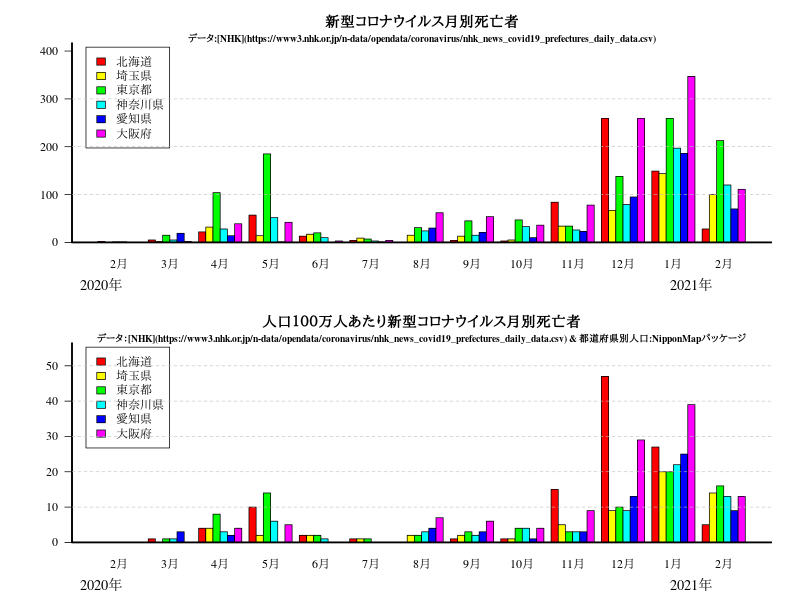 新型コロナウイルス月別死亡者
データ:[NHK](https://www3.nhk.or.jp/n-data/opendata/coronavirus/nhk_news_covid19_prefectures_daily_data.csv)
400
300
200
100
0
北海道
埼玉県
東京都
神奈川県
愛知県
大阪府
2月 3月 4月 5月 6月 7月 8月 9月 10月 11月 12月 1月 2月
2020年 2021年
人口100万人あたり新型コロナウイルス月別死亡者
データ:[NHK](https://www3.nhk.or.jp/n-data/opendata/coronavirus/nhk_news_covid19_prefectures_daily_data.csv) & 都道府県別人口:NipponMapパッケージ
50
40
30
20
10
0
北海道
埼玉県
東京都
神奈川県
愛知県
大阪府
2月 3月 4月 5月 6月 7月 8月 9月 10月 11月 12月 1月 2月
2020年 2021年